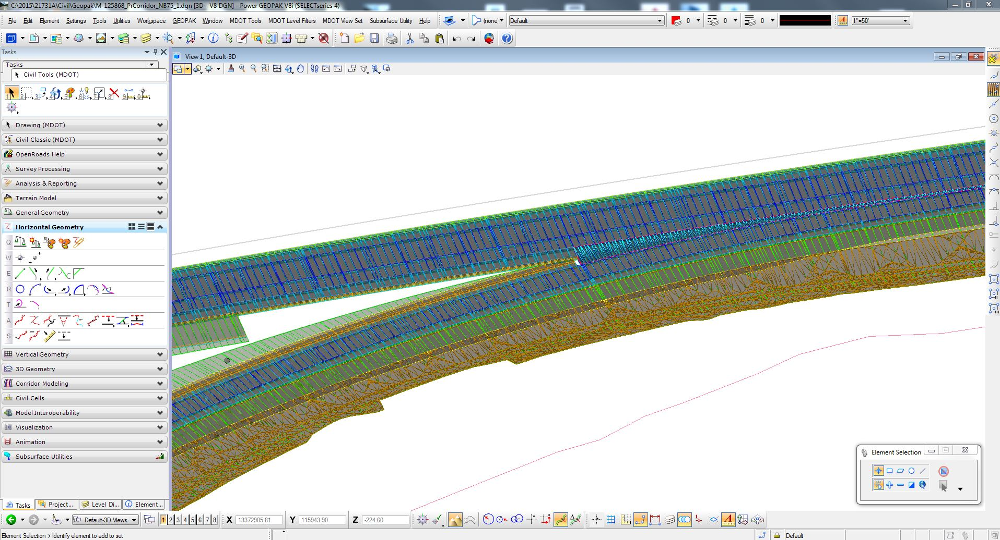 C:\2015\21731A\Civil\Geopak\M-125868_PrCorridor_NB75_1.dgn [3D - V8 DGN] - Power GEOPAK V8i (SELECTseries 4)
File Edit Element Settings Tools Utilities Workspace GEOPAK Window MDOT Tools MDOT Level Filters MDOT View Set Subsurface Utility Help
(none) Default 0 0 0 1"=50'
Tasks
View 1, Default-3D
Tasks
Civil Tools (MDOT)
1 2 3 4 5 6 7 8 9 0
Drawing (MDOT)
Civil Classic (MDOT)
OpenRoads Help
Survey Processing
Analysis & Reporting
Terrain Model
General Geometry
Horizontal Geometry
Q
W
E
R
T
A
S
Vertical Geometry
3D Geometry
Corridor Modeling
Civil Cells
Model Interoperability
Visualization
Animation
Subsurface Utilities
Element Selection
Tasks Project... Level Di... Element...
Default-3D Views 1 2 3 4 5 6 7 8 X 13372905.81 Y 115943.90 Z -224.60
Element Selection > Identify element to add to set
Default